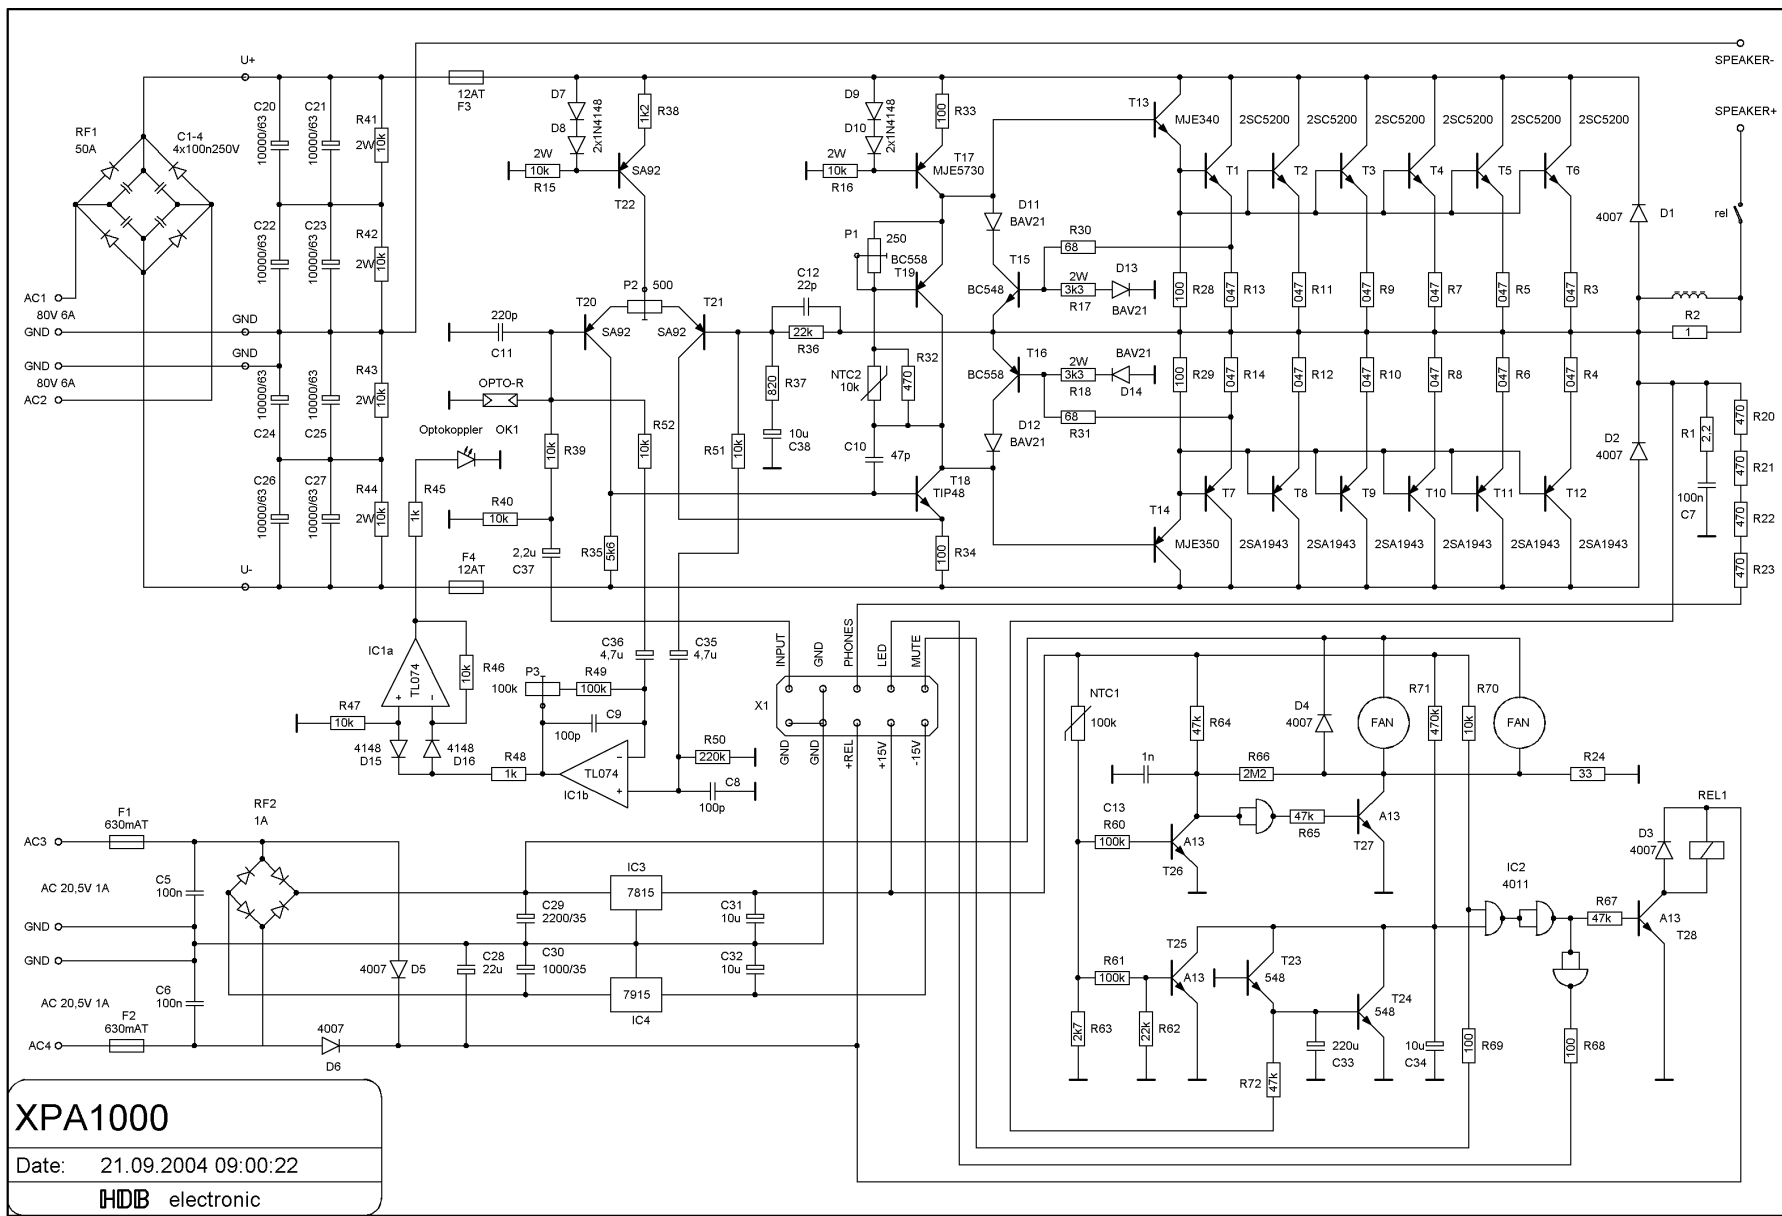 SPEAKER-
SPEAKER+
U+
12AT
F3
RF1
50A
C1-4
4x100n250V
C20
10000/63
C21
10000/63
R41
10k
2W
C22
10000/63
C23
10000/63
R42
10k
2W
AC1
80V 6A
GND
GND
GND
GND
80V 6A
AC2
C24
10000/63
C25
10000/63
R43
10k
2W
C26
10000/63
C27
10000/63
R44
10k
2W
U-
F4
12AT
D7
D8
2x1N4148
2W
10k
R15
1k2
R38
SA92
T22
D9
D10
2x1N4148
2W
10k
R16
100
R33
T17
MJE5730
P1
250
BC558
T19
D11
BAV21
T15
BC548
R30
68
2W
3k3
R17
D13
BAV21
T13
MJE340
2SC5200
2SC5200
2SC5200
2SC5200
2SC5200
2SC5200
T1
T2
T3
T4
T5
T6
4007
D1
rel
100
R28
047
R13
047
R11
047
R9
047
R7
047
R5
047
R3
R2
1
220p
C11
T20
SA92
P2
500
T21
SA92
C12
22p
22k
R36
820
R37
10u
C38
NTC2
10k
R32
470
C10
47p
T16
BC558
2W
3k3
R18
BAV21
D14
68
R31
D12
BAV21
100
R29
047
R14
047
R12
047
R10
047
R8
047
R6
047
R4
OPTO-R
Optokoppler
OK1
R45
1k
10k
R39
R40
10k
2,2u
C37
R35
5k6
R52
10k
R51
10k
T18
TIP48
100
R34
T14
MJE350
T7
T8
T9
T10
T11
T12
2SA1943
2SA1943
2SA1943
2SA1943
2SA1943
2SA1943
D2
4007
R1
2,2
100n
C7
470
R20
470
R21
470
R22
470
R23
IC1a
TL074
+
-
10k
R46
R47
10k
4148
D15
4148
D16
R48
1k
P3
100k
R49
100k
C9
100p
C36
4,7u
C35
4,7u
TL074
-
+
IC1b
R50
220k
C8
100p
X1
INPUT
GND
PHONES
LED
MUTE
GND
GND
+REL
+15V
-15V
NTC1
100k
47k
R64
1n
C13
R60
100k
A13
T26
R66
2M2
D4
4007
FAN
R71
470k
R70
10k
FAN
R24
33
47k
R65
A13
T27
REL1
D3
4007
IC2
4011
R67
47k
A13
T28
AC3
F1
630mAT
RF2
1A
AC 20,5V 1A
C5
100n
GND
GND
AC 20,5V 1A
C6
100n
F2
630mAT
AC4
4007
D6
4007
D5
C28
22u
C29
2200/35
C30
1000/35
IC3
7815
7915
IC4
C31
10u
C32
10u
R61
100k
T25
A13
2k7
R63
22k
R62
T23
548
T24
548
R72
47k
220u
C33
10u
C34
100
R69
100
R68
XPA1000
Date: 21.09.2004 09:00:22
HDB electronic